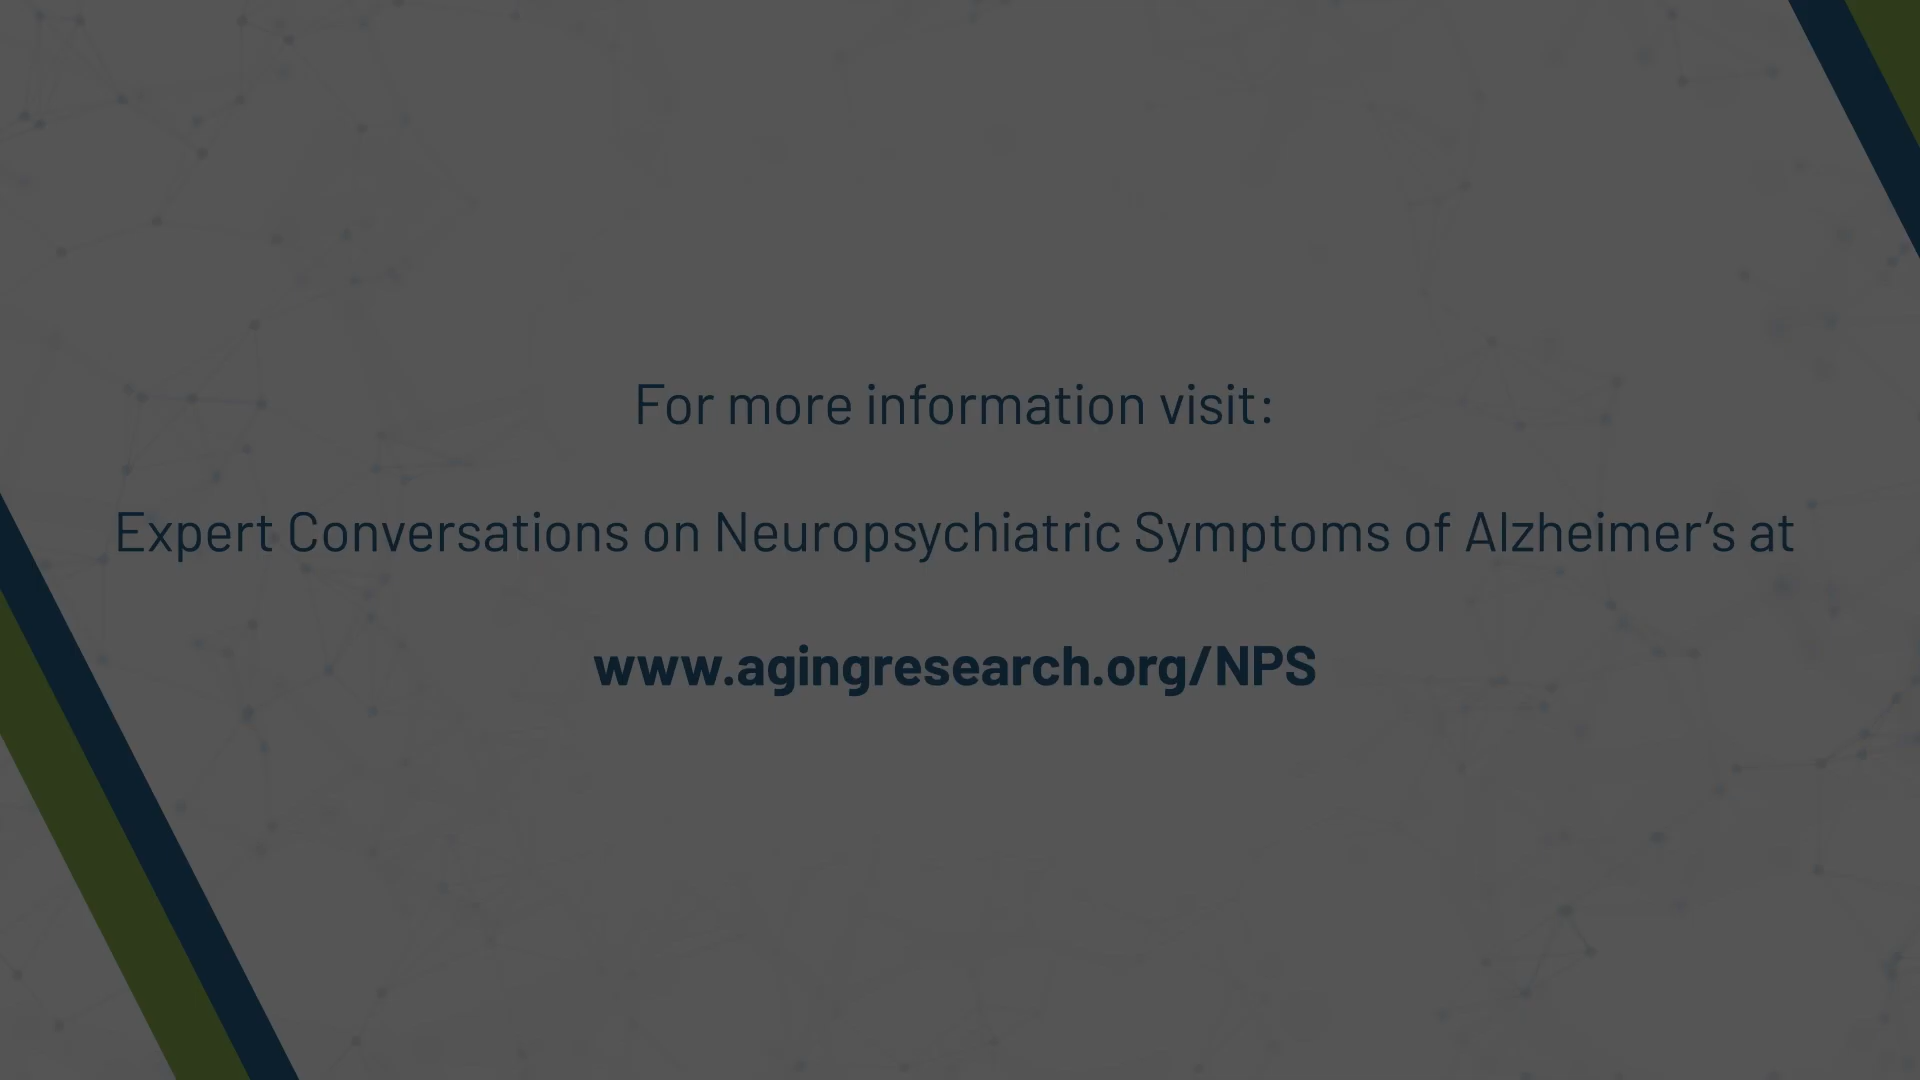 For more information visit:
Expert Conversations on Neuropsychiatric Symptoms of Alzheimer’s at
www.agingresearch.org/NPS